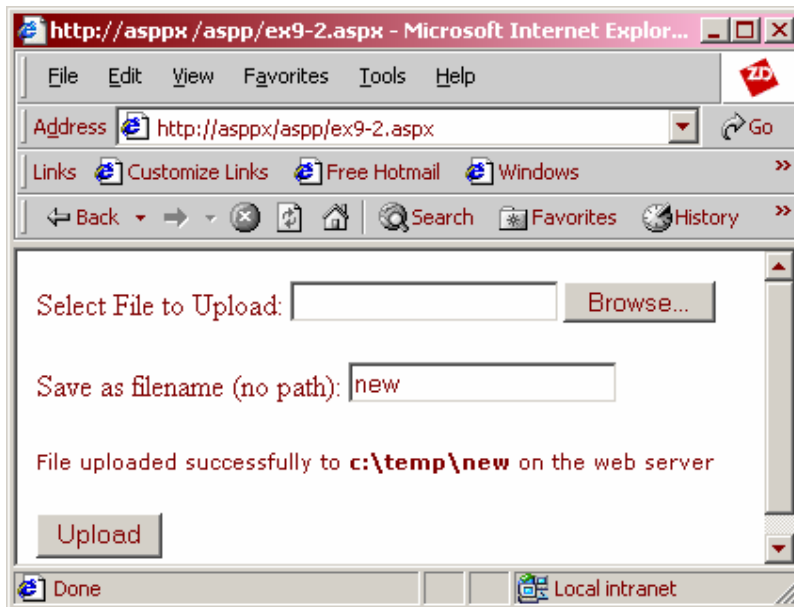 http://asppx /aspp/ex9-2.aspx - Microsoft Internet Explor...
File Edit View Favorites Tools Help
ZD
Address http://asppx/aspp/ex9-2.aspx Go
Links Customize Links Free Hotmail Windows »
Back Search Favorites History »
Select File to Upload: Browse...
Save as filename (no path): new
File uploaded successfully to c:\temp\new on the web server
Upload
Done Local intranet